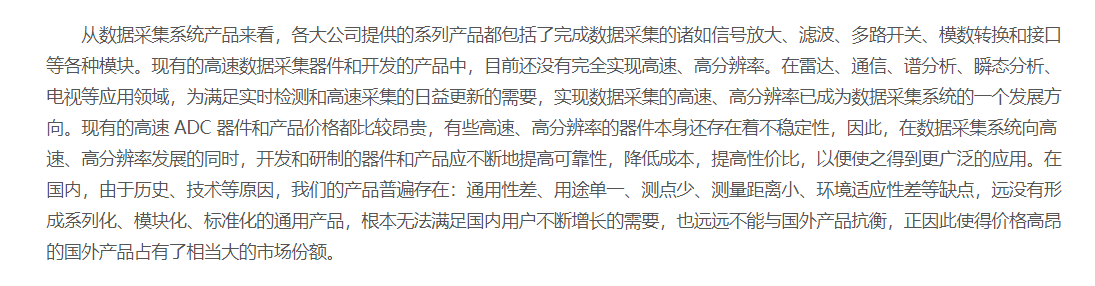 从数据采集系统产品来看，各大公司提供的系列产品都包括了完成数据采集的诸如信号放大、滤波、多路开关、模数转换和接口
等各种模块。现有的高速数据采集器件和开发的产品中，目前还没有完全实现高速、高分辨率。在雷达、通信、谱分析、瞬态分析、
电视等应用领域，为满足实时检测和高速采集的日益更新的需要，实现数据采集的高速、高分辨率已成为数据采集系统的一个发展方
向。现有的高速 ADC 器件和产品价格都比较昂贵，有些高速、高分辨率的器件本身还存在着不稳定性，因此，在数据采集系统向高
速、高分辨率发展的同时，开发和研制的器件和产品应不断地提高可靠性，降低成本，提高性价比，以便使之得到更广泛的应用。在
国内，由于历史、技术等原因，我们的产品普遍存在：通用性差、用途单一、测点少、测量距离小、环境适应性差等缺点，远没有形
成系列化、模块化、标准化的通用产品，根本无法满足国内用户不断增长的需要，也远远不能与国外产品抗衡，正因此使得价格高昂
的国外产品占有了相当大的市场份额。